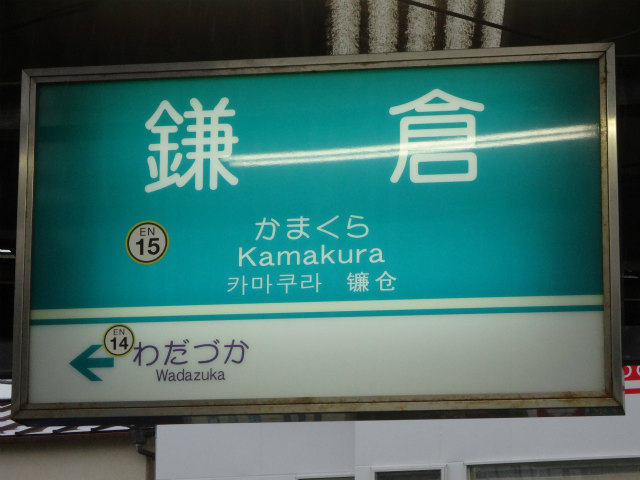 鎌倉
EN
15
かまくら
Kamakura
카마쿠라 镰仓
EN
14
わだづか
Wadazuka